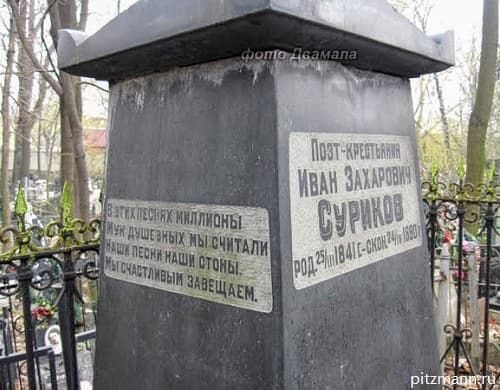 фото Двамала
В ЭТИХ ПЕСНЯХ МИЛЛИОНЫ
МУК ДУШЕВНЫХ МЫ СЧИТАЛИ
НАШИ ПЕСНИ НАШИ СТОНЫ.
МЫ СЧАСТЛИВЫМ ЗАВЕЩАЕМ.
ПОЭТ-КРЕСТЬЯНИН
ИВАН ЗАХАРОВИЧ
СУРИКОВ
РОД. 25/III 1841 Г.-СКОН. 24/IV 1880 Г.
pitzmann.ru